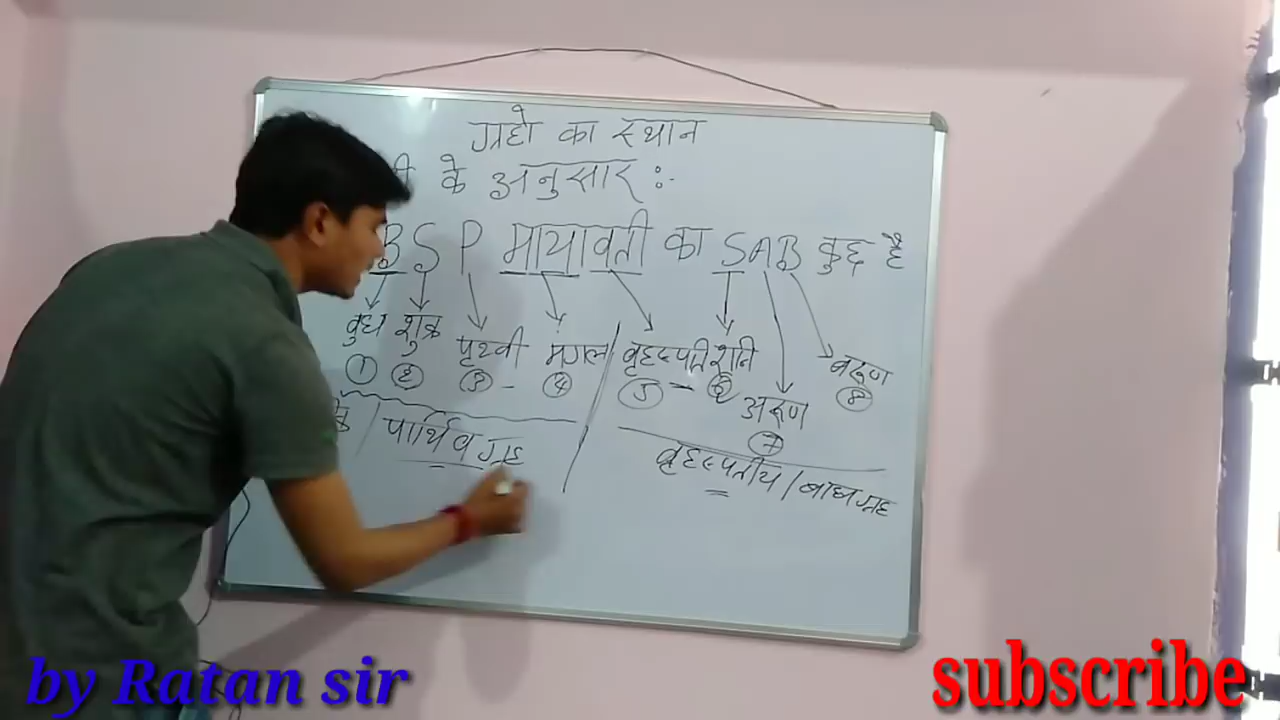 ग्रहो का स्थान
के अनुसार :-
BSP मायावती का SAB कुछ है
बुध शुक्र पृथ्वी मंगल बृहस्पति शनि अरूण वरूण
① ② ③ - ④ ⑤ - ⑥ ⑦ ⑧
/ पार्थिव ग्रह
बृहस्पतीय / बाह्य ग्रह
by Ratan sir
subscribe